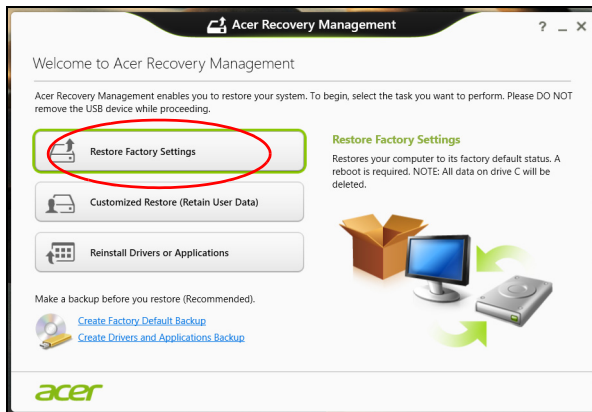 Acer Recovery Management
? _ X
Welcome to Acer Recovery Management
Acer Recovery Management enables you to restore your system. To begin, select the task you want to perform. Please DO NOT
remove the USB device while proceeding.
Restore Factory Settings
Customized Restore (Retain User Data)
Reinstall Drivers or Applications
Restore Factory Settings
Restores your computer to its factory default status. A
reboot is required. NOTE: All data on drive C will be
deleted.
Make a backup before you restore (Recommended).
Create Factory Default Backup
Create Drivers and Applications Backup
acer